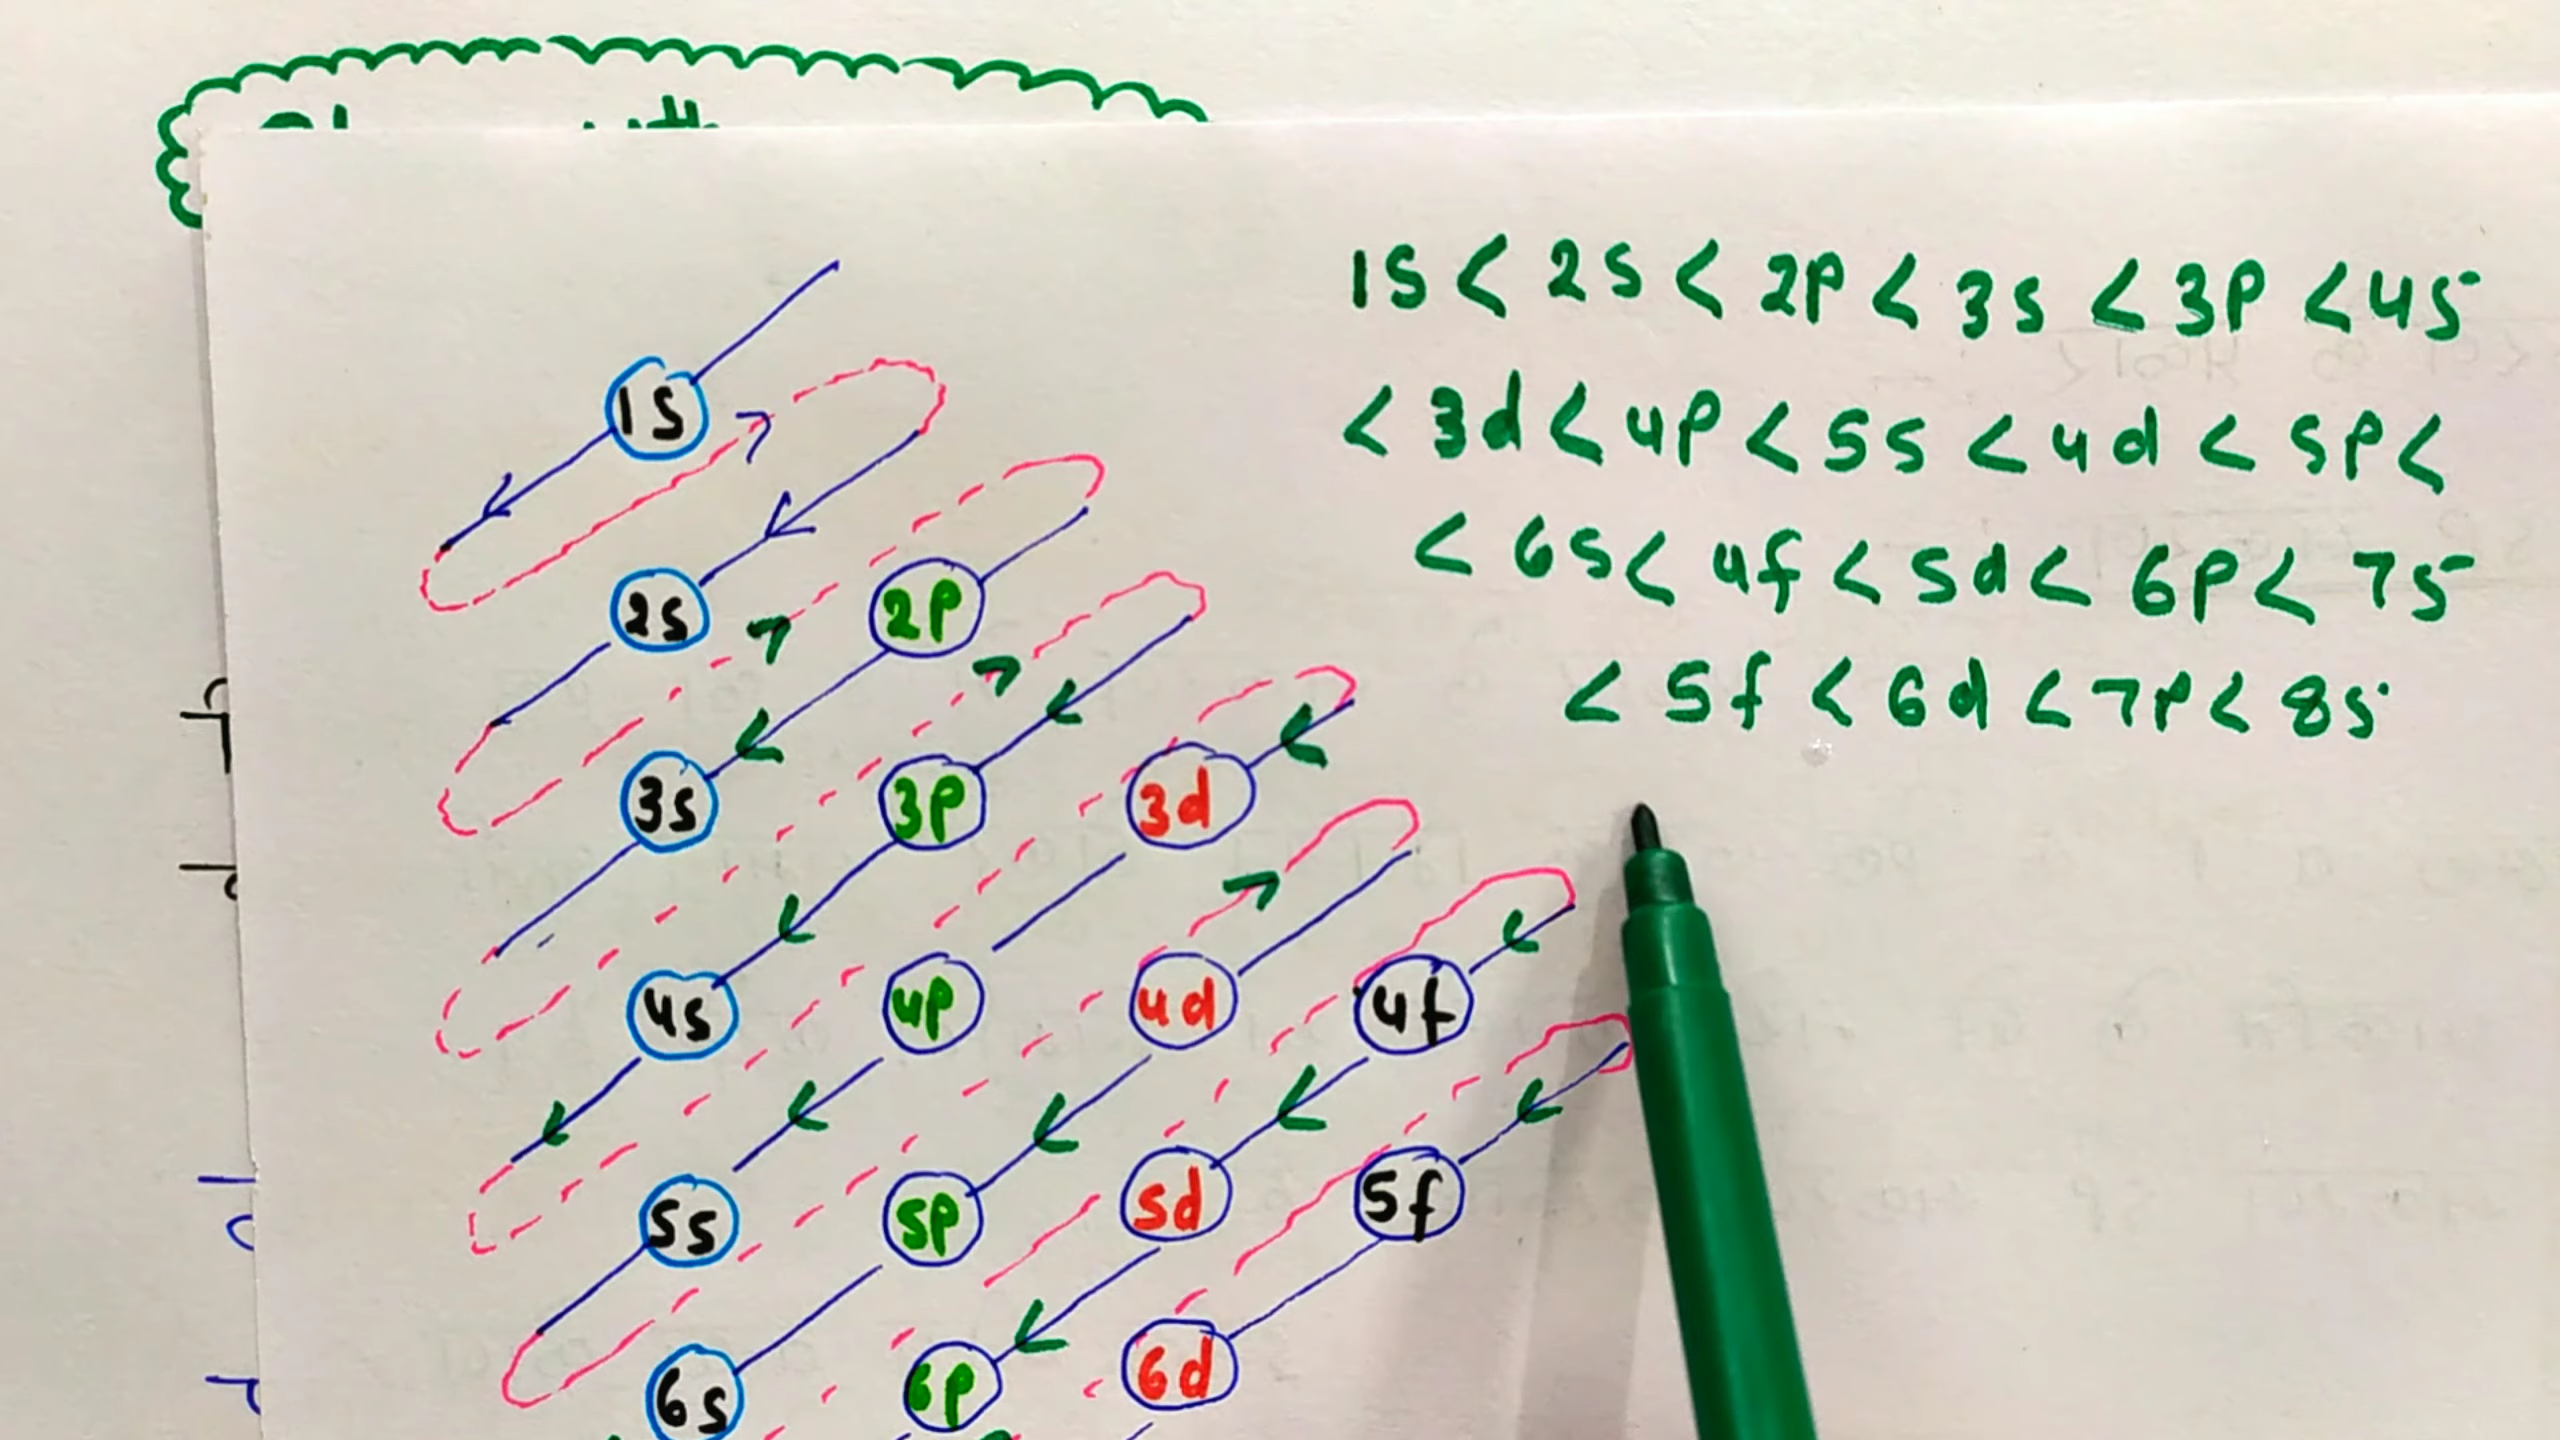 1s < 2s < 2p < 3s < 3p < 4s
< 3d < 4p < 5s < 4d < 5p <
< 6s < 4f < 5d < 6p < 7s
< 5f < 6d < 7p < 8s
1s
2s 2p
3s 3p 3d
4s 4p 4d 4f
5s 5p 5d 5f
6s 6p 6d